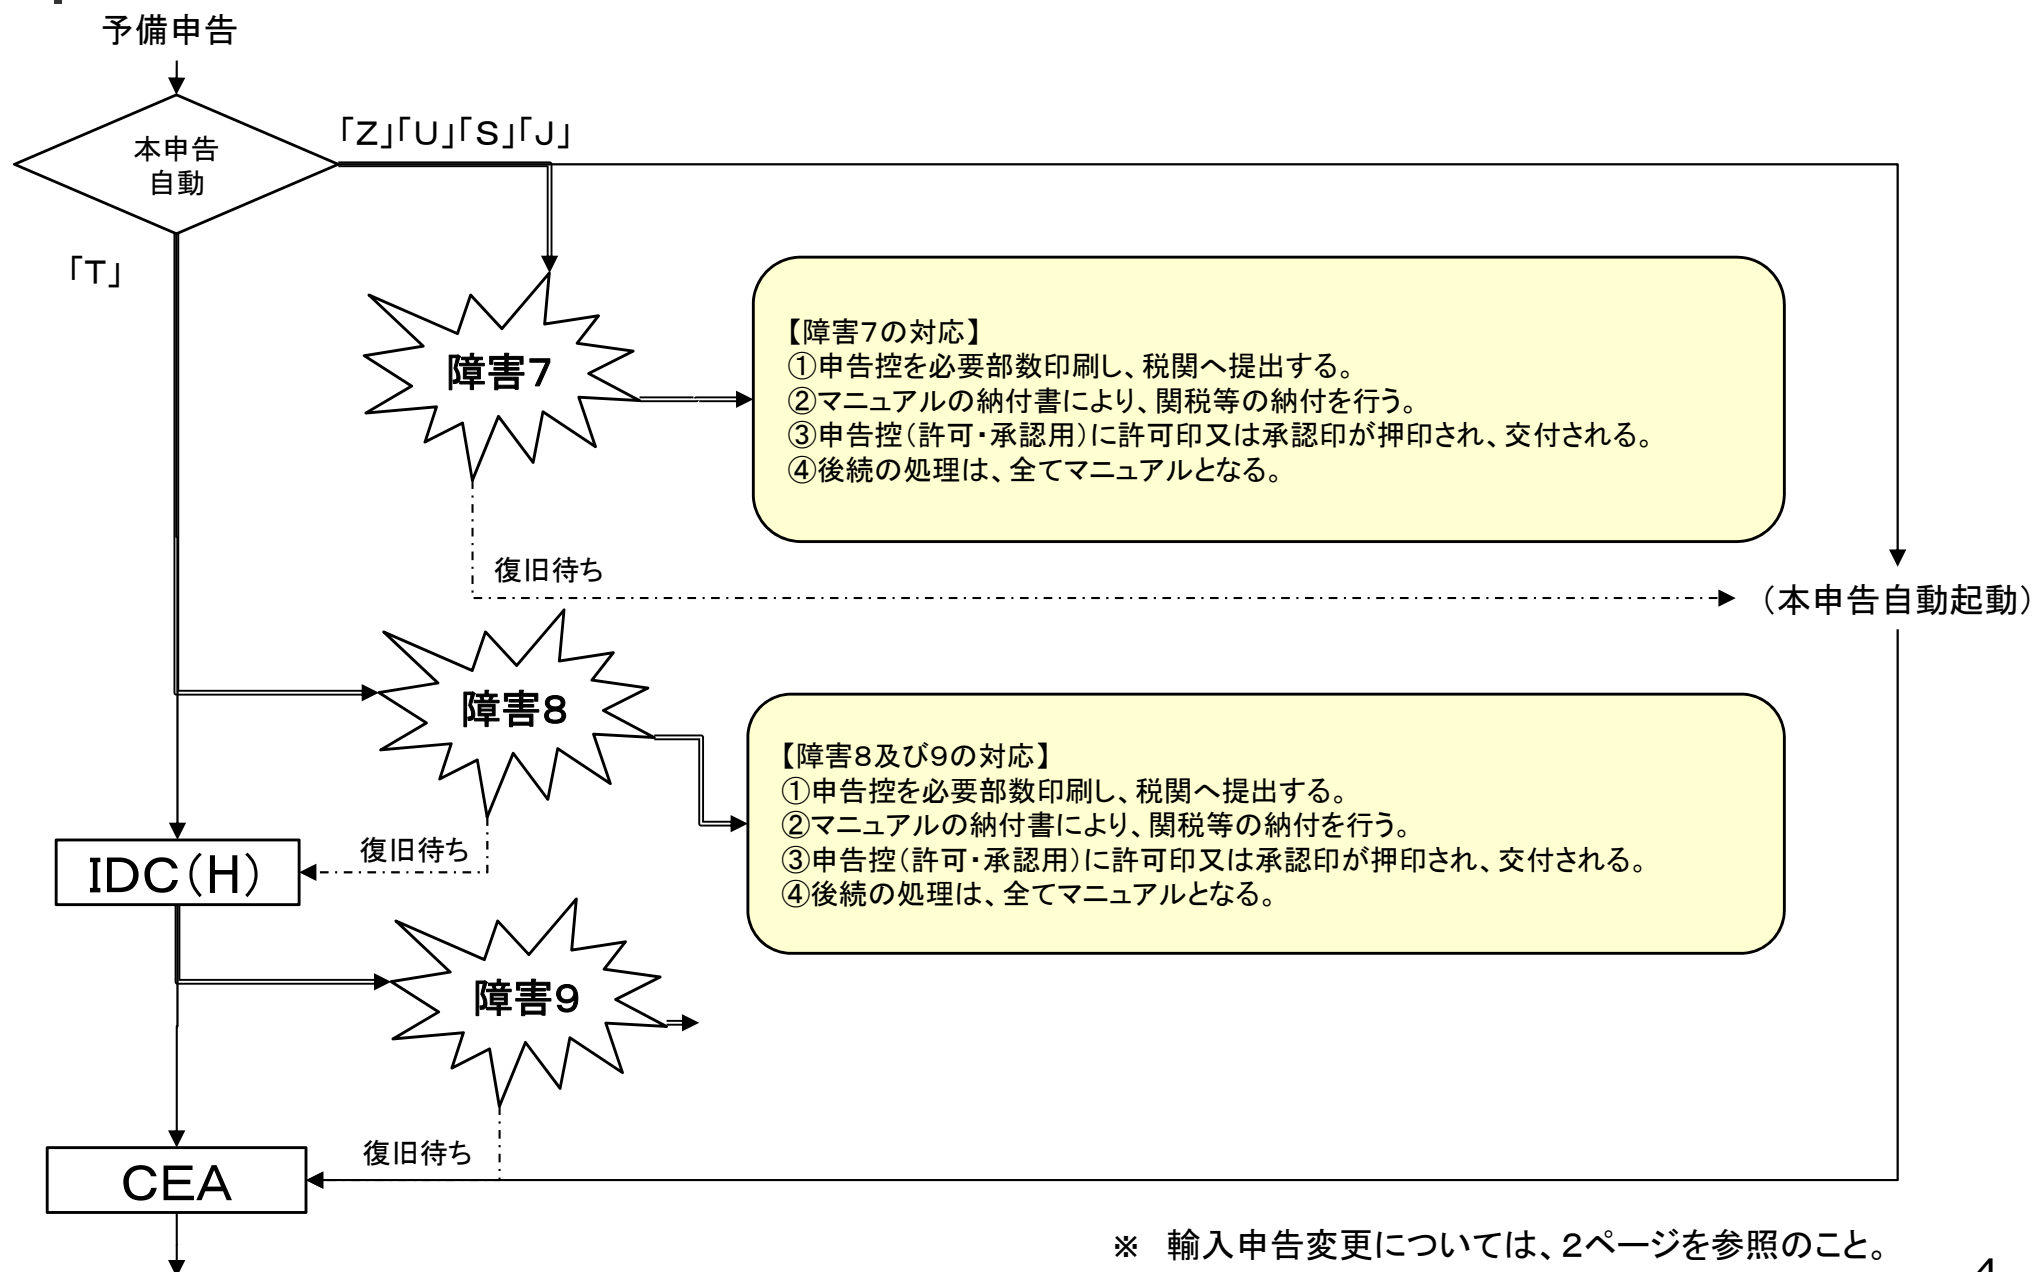 予備申告
「Z」「U」「S」「J」
本申告
自動
「T」
障害7
【障害7の対応】
①申告控を必要部数印刷し、税関へ提出する。
②マニュアルの納付書により、関税等の納付を行う。
③申告控（許可・承認用）に許可印又は承認印が押印され、交付される。
④後続の処理は、全てマニュアルとなる。
復旧待ち
（本申告自動起動）
障害8
【障害8及び9の対応】
①申告控を必要部数印刷し、税関へ提出する。
②マニュアルの納付書により、関税等の納付を行う。
③申告控（許可・承認用）に許可印又は承認印が押印され、交付される。
④後続の処理は、全てマニュアルとなる。
復旧待ち
IDC（H）
障害9
復旧待ち
CEA
※　輸入申告変更については、2ページを参照のこと。
4